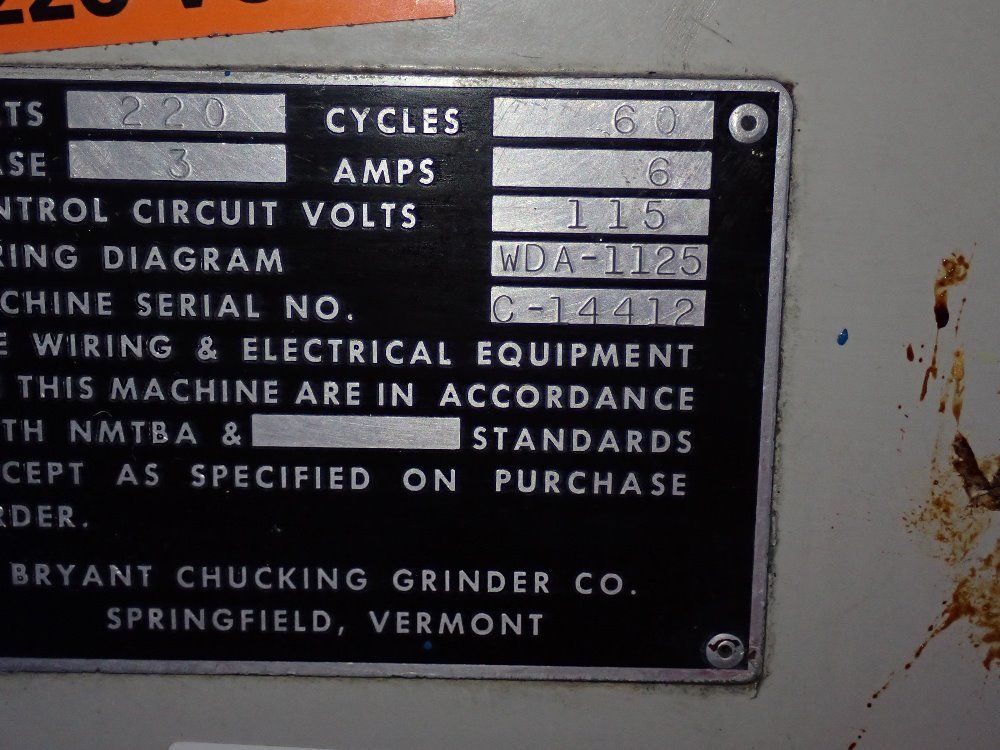 220 VO
TS 220 CYCLES 60
ASE 3 AMPS 6
NTROL CIRCUIT VOLTS 115
RING DIAGRAM WDA-1125
CHINE SERIAL NO. C-14412
E WIRING & ELECTRICAL EQUIPMENT
THIS MACHINE ARE IN ACCORDANCE
TH NMTBA & STANDARDS
CEPT AS SPECIFIED ON PURCHASE
RDER.
BRYANT CHUCKING GRINDER CO.
SPRINGFIELD, VERMONT